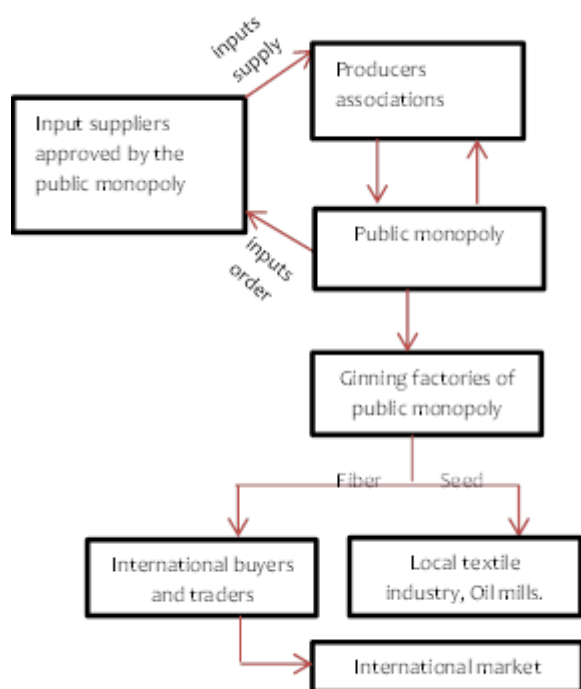 inputs
supply
Producers
associations
Input suppliers
approved by the
public monopoly
Public monopoly
inputs
order
Ginning factories of
public monopoly
Fiber
Seed
International buyers
and traders
Local textile
industry, Oil mills.
International market